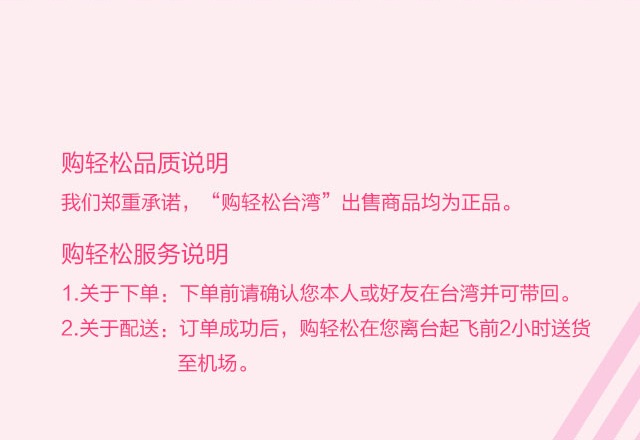 购轻松品质说明
我们郑重承诺，“购轻松台湾”出售商品均为正品。
购轻松服务说明
1.关于下单：下单前请确认您本人或好友在台湾并可带回。
2.关于配送：订单成功后，购轻松在您离台起飞前2小时送货
至机场。